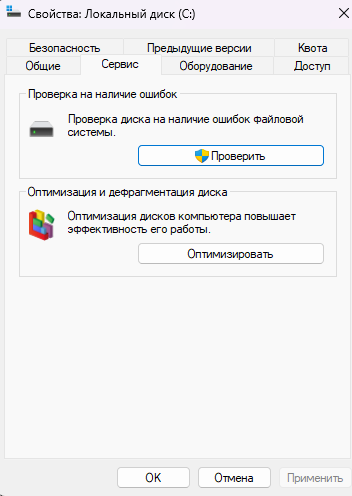 Свойства: Локальный диск (C:)
Безопасность Предыдущие версии Квота
Общие Сервис Оборудование Доступ
Проверка на наличие ошибок
Проверка диска на наличие ошибок файловой
системы.
Проверить
Оптимизация и дефрагментация диска
Оптимизация дисков компьютера повышает
эффективность его работы.
Оптимизировать
OK Отмена Применить